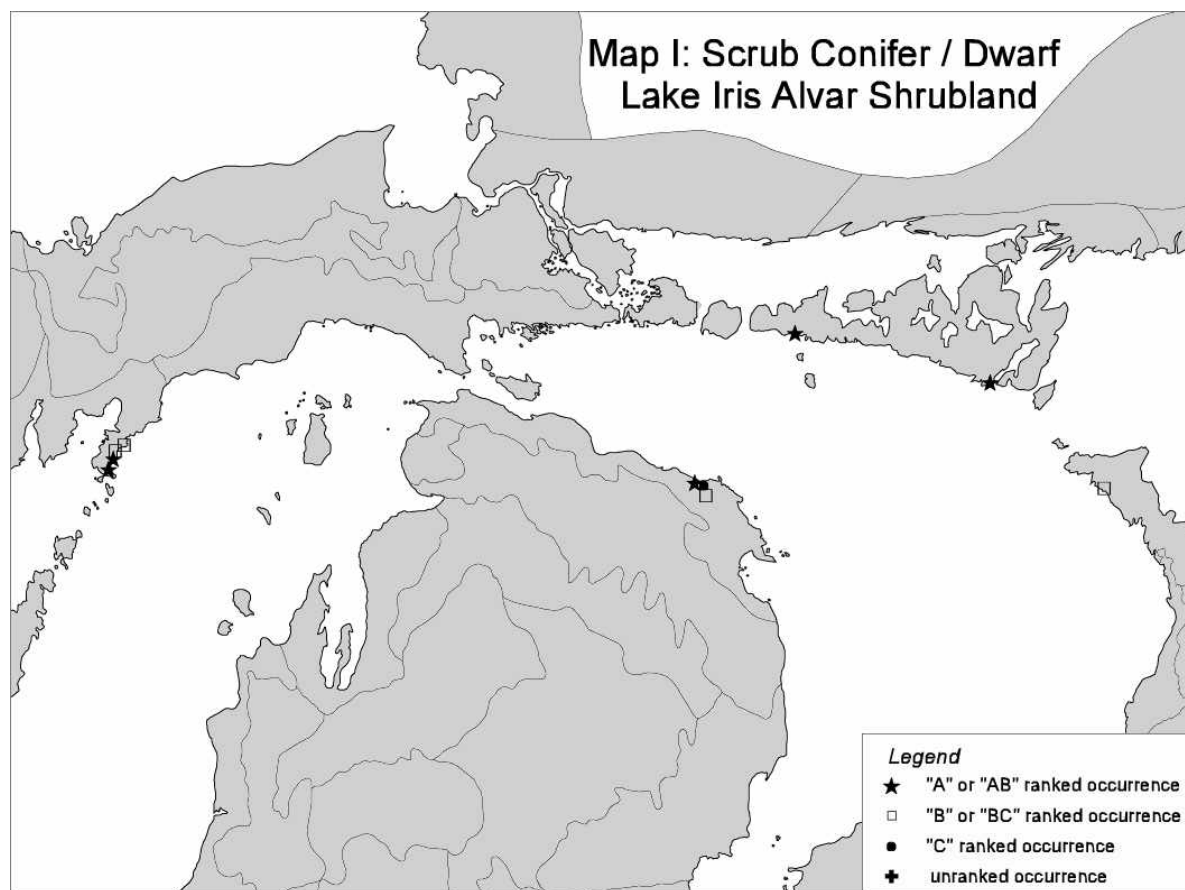 Map I: Scrub Conifer / Dwarf
Lake Iris Alvar Shrubland
Legend
"A" or "AB" ranked occurrence
"B" or "BC" ranked occurrence
"C" ranked occurrence
unranked occurrence